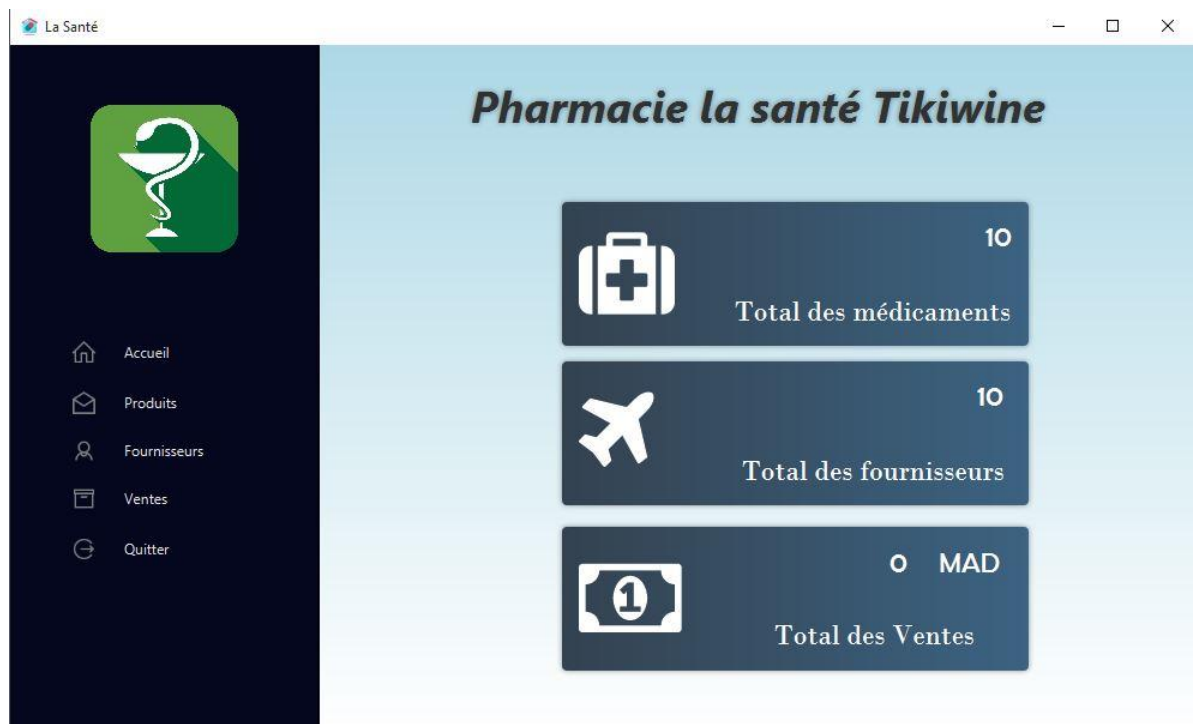 La Santé
Pharmacie la santé Tikiwine
10
Total des médicaments
10
Total des fournisseurs
1
0 MAD
Total des Ventes
Accueil
Produits
Fournisseurs
Ventes
Quitter